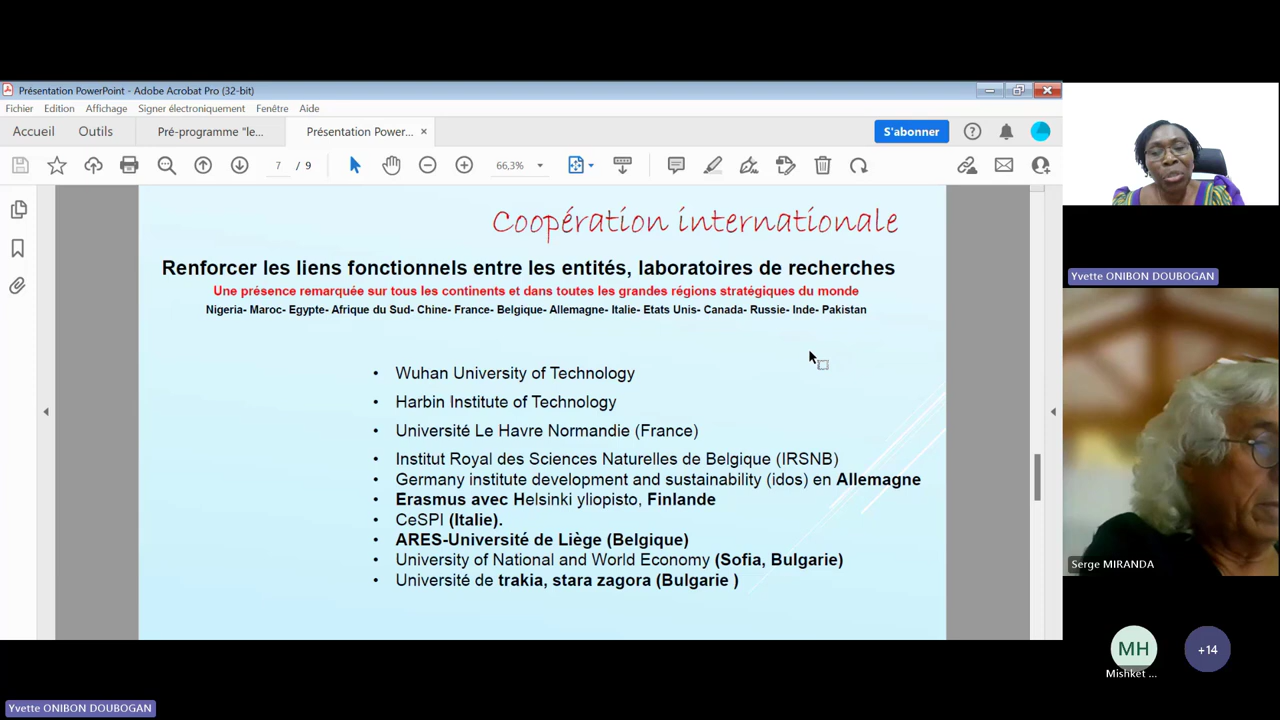 Présentation PowerPoint - Adobe Acrobat Pro (32-bit)
Fichier Edition Affichage Signer électroniquement Fenêtre Aide
Accueil Outils Pré-programme "le... Présentation Power... × S'abonner
7 / 9 66,3%
Coopération internationale
Renforcer les liens fonctionnels entre les entités, laboratoires de recherches
Une présence remarquée sur tous les continents et dans toutes les grandes régions stratégiques du monde
Nigeria- Maroc- Egypte- Afrique du Sud- Chine- France- Belgique- Allemagne- Italie- Etats Unis- Canada- Russie- Inde- Pakistan
• Wuhan University of Technology
• Harbin Institute of Technology
• Université Le Havre Normandie (France)
• Institut Royal des Sciences Naturelles de Belgique (IRSNB)
• Germany institute development and sustainability (idos) en Allemagne
• Erasmus avec Helsinki yliopisto, Finlande
• CeSPI (Italie).
• ARES-Université de Liège (Belgique)
• University of National and World Economy (Sofia, Bulgarie)
• Université de trakia, stara zagora (Bulgarie )
Yvette ONIBON DOUBOGAN
Serge MIRANDA
MH
Mishket ...
+14
Yvette ONIBON DOUBOGAN